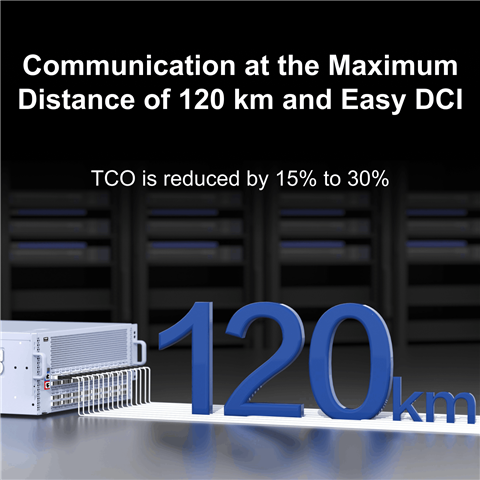 Communication at the Maximum
Distance of 120 km and Easy DCI
TCO is reduced by 15% to 30%
120km